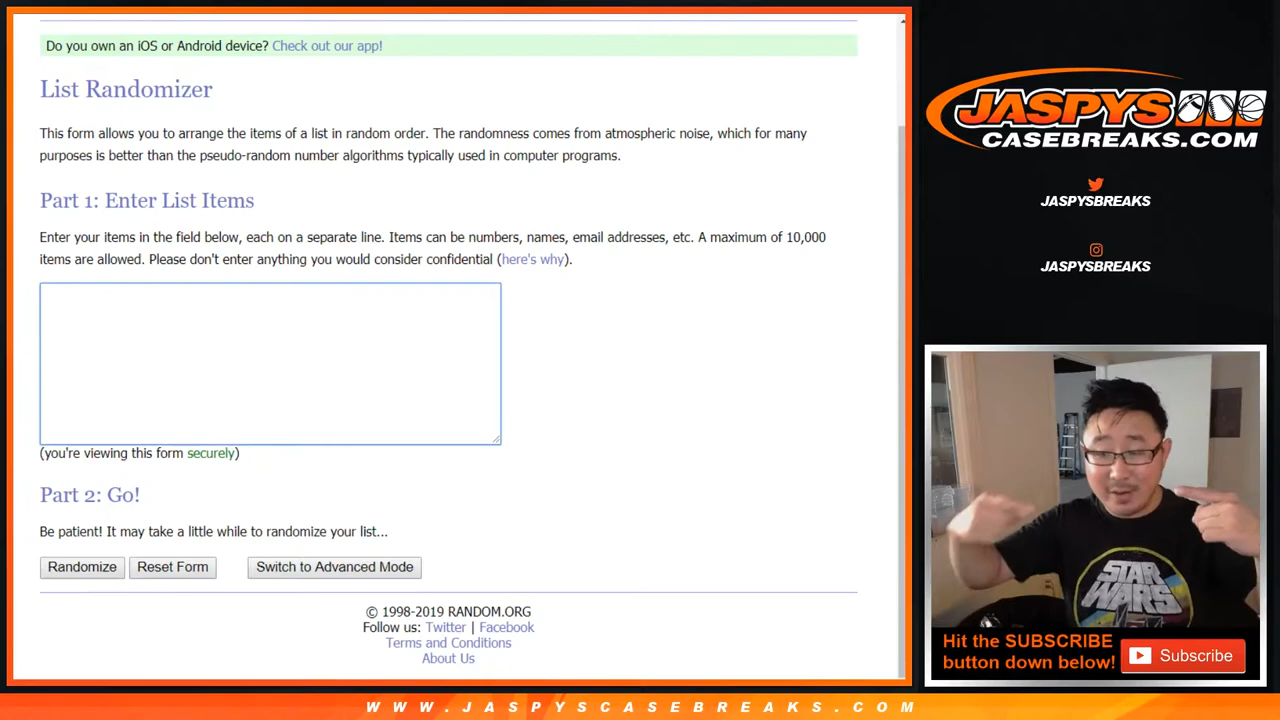 Do you own an iOS or Android device? Check out our app!
List Randomizer
This form allows you to arrange the items of a list in random order. The randomness comes from atmospheric noise, which for many
purposes is better than the pseudo-random number algorithms typically used in computer programs.
Part 1: Enter List Items
Enter your items in the field below, each on a separate line. Items can be numbers, names, email addresses, etc. A maximum of 10,000
items are allowed. Please don't enter anything you would consider confidential (here's why).
(you're viewing this form securely)
Part 2: Go!
Be patient! It may take a little while to randomize your list...
Randomize Reset Form Switch to Advanced Mode
© 1998-2019 RANDOM.ORG
Follow us: Twitter | Facebook
Terms and Conditions
About Us
JASPYS
CASEBREAKS.COM
JASPYSBREAKS
JASPYSBREAKS
STAR
WARS
Hit the SUBSCRIBE
button down below!
Subscribe
WWW.JASPYSCASEBREAKS.COM